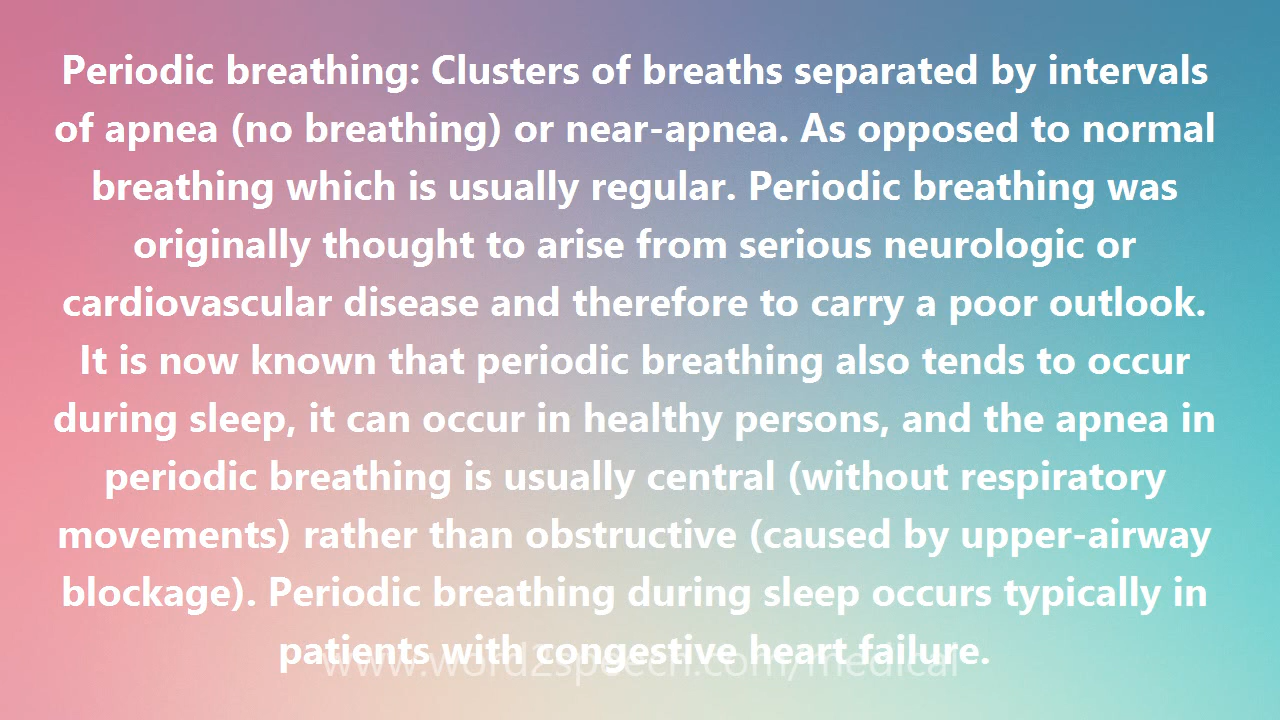 Periodic breathing: Clusters of breaths separated by intervals
of apnea (no breathing) or near-apnea. As opposed to normal
breathing which is usually regular. Periodic breathing was
originally thought to arise from serious neurologic or
cardiovascular disease and therefore to carry a poor outlook.
It is now known that periodic breathing also tends to occur
during sleep, it can occur in healthy persons, and the apnea in
periodic breathing is usually central (without respiratory
movements) rather than obstructive (caused by upper-airway
blockage). Periodic breathing during sleep occurs typically in
patients with congestive heart failure.
www.word2speech.com/medical